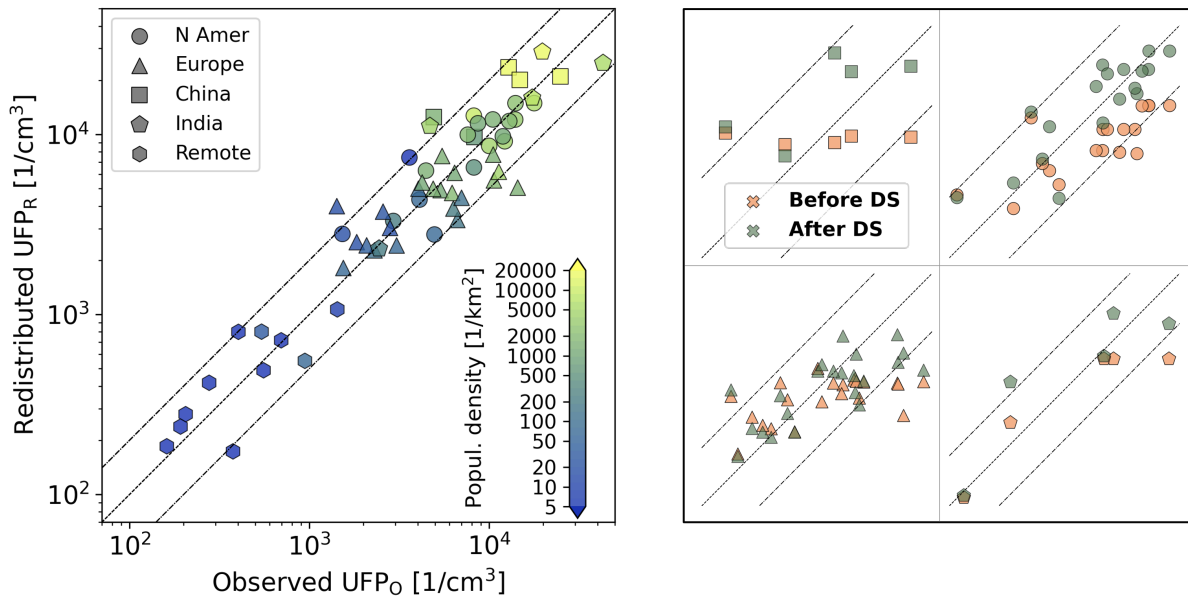 N Amer
Europe
China
India
Remote
Redistributed UFP_R [1/cm³]
10⁴
10³
10²
10²
10³
10⁴
Observed UFP_O [1/cm³]
Popul. density [1/km²]
20000
10000
5000
2000
1000
500
200
100
50
20
10
5
Before DS
After DS